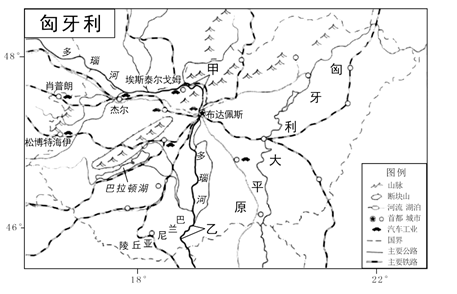 匈牙利
48°
多
瑙
河
埃斯泰尔戈姆
甲
匈
牙
利
大
平
原
肖普朗
杰尔
布达佩斯
松博特海伊
巴拉顿湖
多
瑙
河
乙
巴
兰
尼
亚
丘
陵
46°
18°
22°
图例
山脉
断块山
河流 湖泊
首都 城市
汽车工业
国界
主要公路
主要铁路